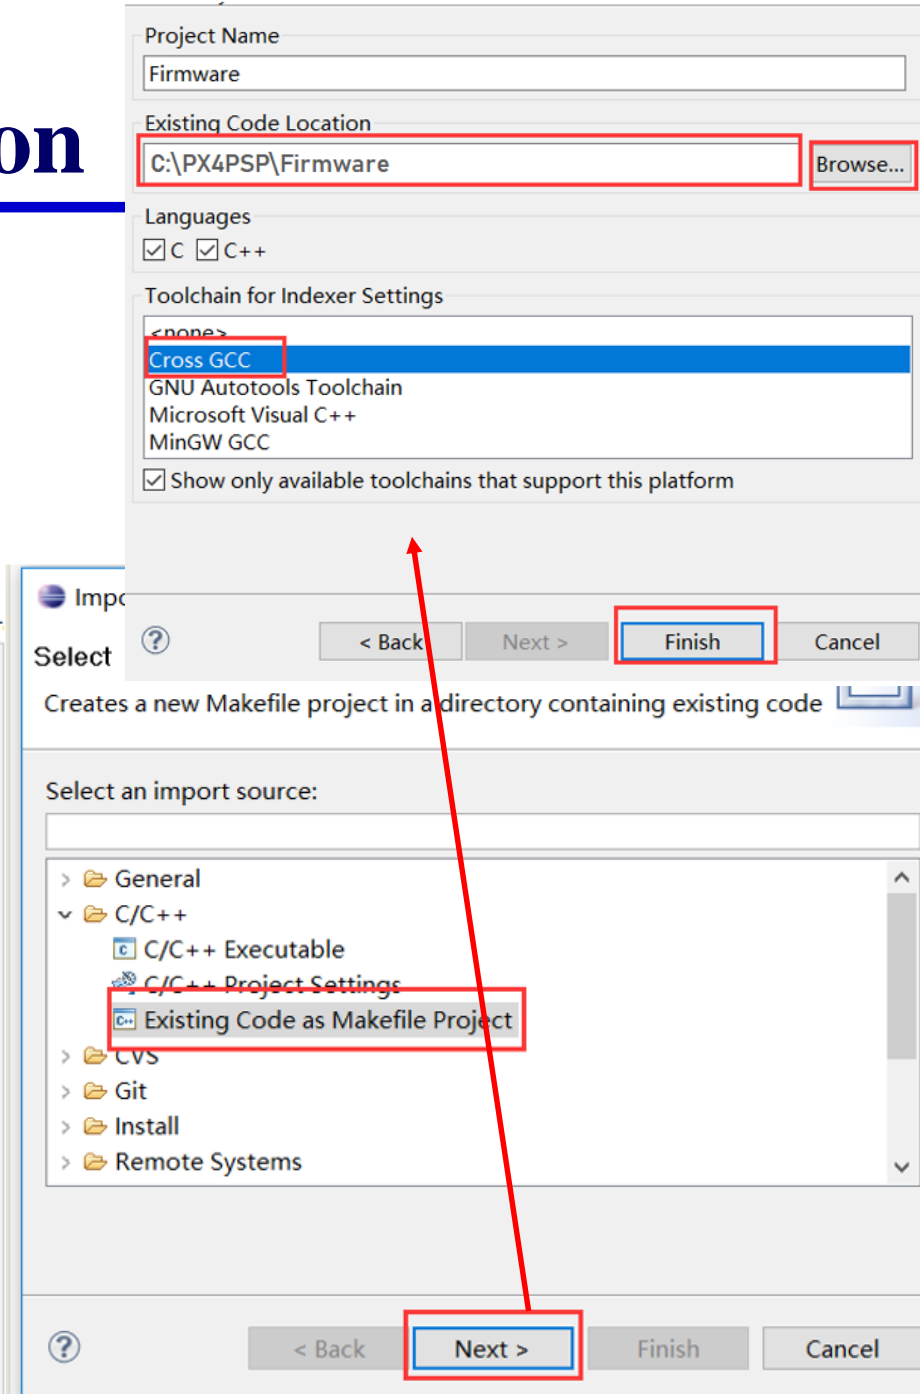 on
Project Name
Firmware
Existing Code Location
C:\PX4PSP\Firmware
Browse...
Languages
C C++
Toolchain for Indexer Settings
<none>
Cross GCC
GNU Autotools Toolchain
Microsoft Visual C++
MinGW GCC
Show only available toolchains that support this platform
< Back Next > Finish Cancel
Impo
Select
Creates a new Makefile project in a directory containing existing code
Select an import source:
General
C/C++
C/C++ Executable
C/C++ Project Settings
Existing Code as Makefile Project
CVS
Git
Install
Remote Systems
< Back Next > Finish Cancel